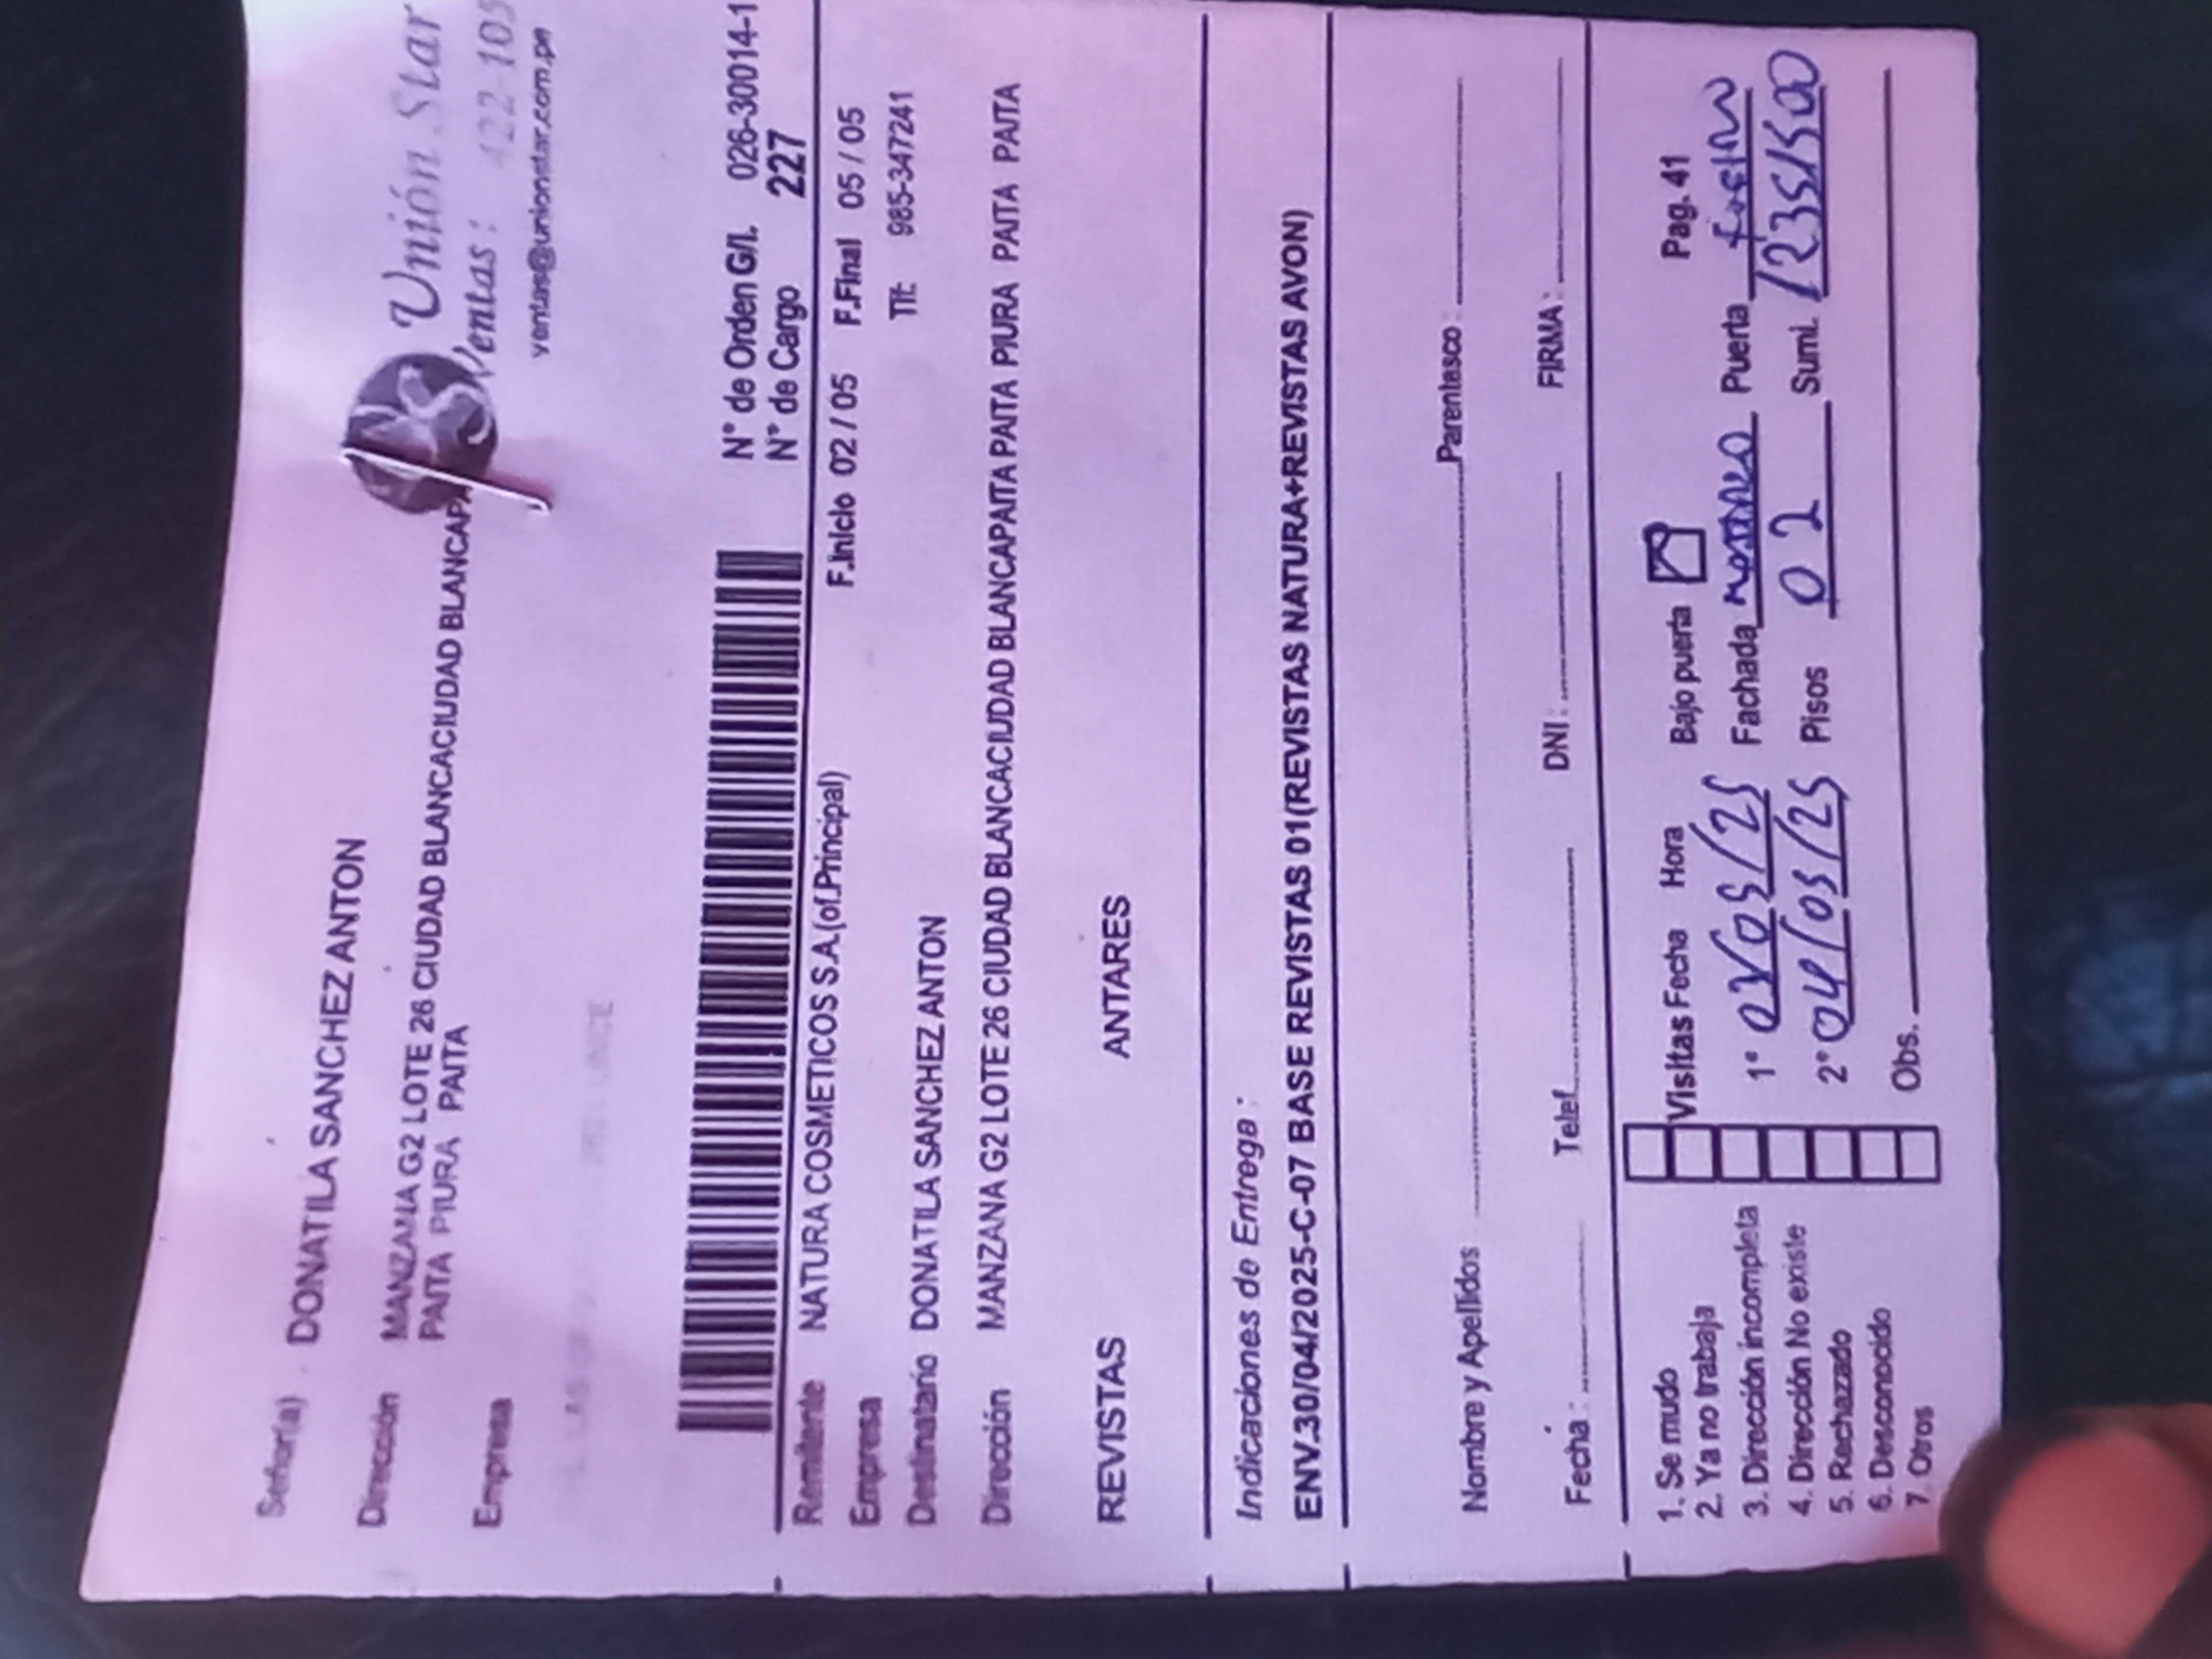 Unión Star
Ventas: 422-105
ventas@unionstar.com.pe
Señor(a) DONATILA SANCHEZ ANTON
Dirección MANZANA G2 LOTE 26 CIUDAD BLANCACIUDAD BLANCAPA
PAITA PIURA PAITA
Empresa
N° de Orden G/I. 026-30014-1
N° de Cargo 227
Remitente NATURA COSMETICOS S.A.(of.Principal) F.Inicio 02 / 05 F.Final 05 / 05
Empresa Tlf: 985-347241
Destinatario DONATILA SANCHEZ ANTON
Dirección MANZANA G2 LOTE 26 CIUDAD BLANCACIUDAD BLANCAPAITA PAITA PAITA PIURA PAITA PAITA
REVISTAS ANTARES
Indicaciones de Entrega :
ENV.30/04/2025-C-07 BASE REVISTAS 01(REVISTAS NATURA+REVISTAS AVON)
Nombre y Apellidos Parentesco :
Fecha : Telef. DNI : FIRMA :
1. Se mudo Visitas Fecha Hora Bajo puerta Pag. 41
2. Ya no trabaja
3. Dirección incompleta 1° /05/25 Fachada Puerta
4. Dirección No existe
5. Rechazado 2° 04/05/25 Pisos 02 Sumi. 12351500
6. Desconocido
7. Otros Obs.